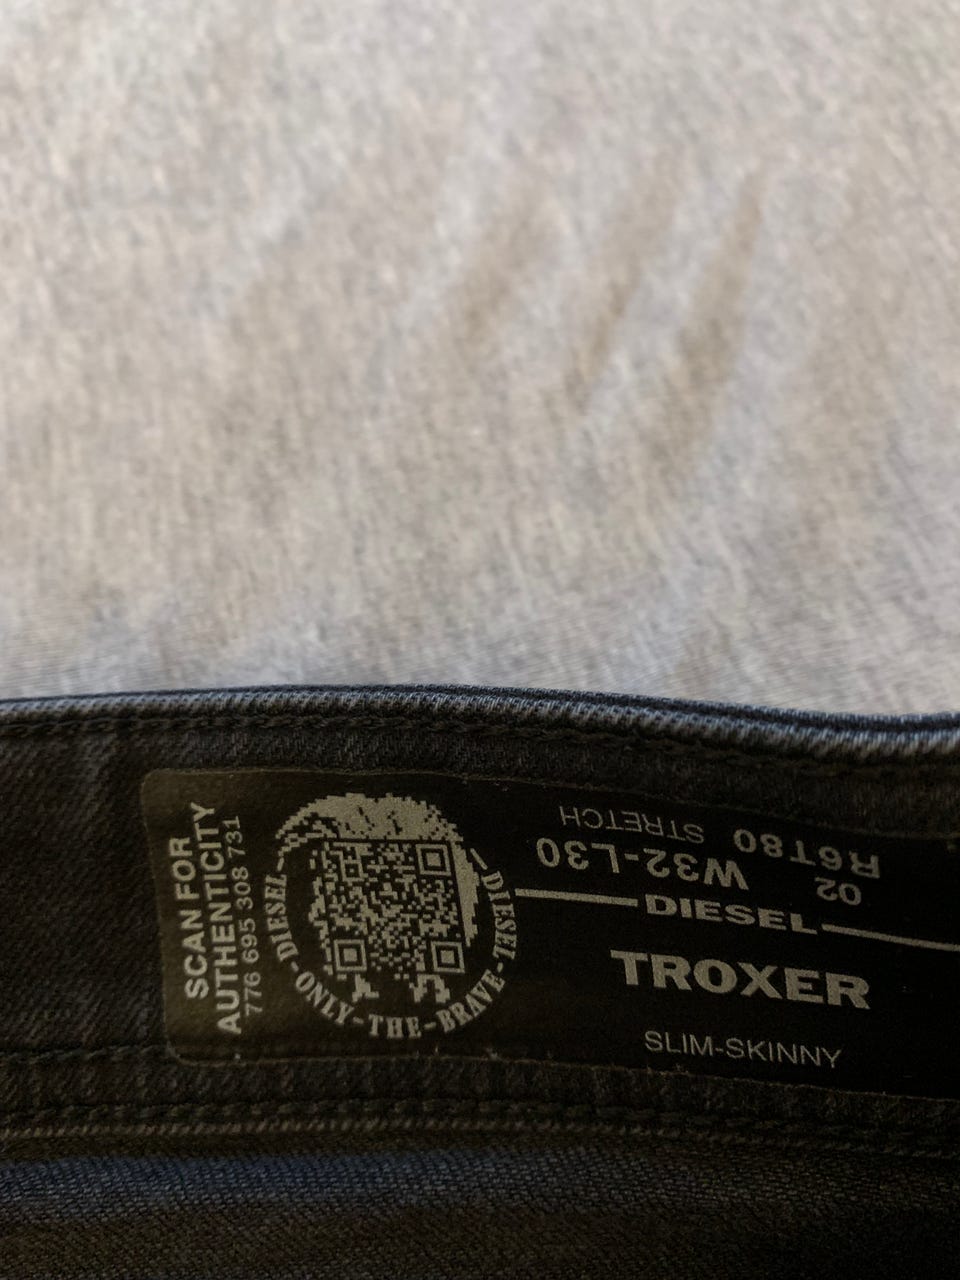 SCAN FOR
AUTHENTICITY
776 695 308 731
DIESEL-ONLY-THE-BRAVE-DIESEL
R6T80 STRETCH
02 W32-L30
DIESEL
TROXER
SLIM-SKINNY